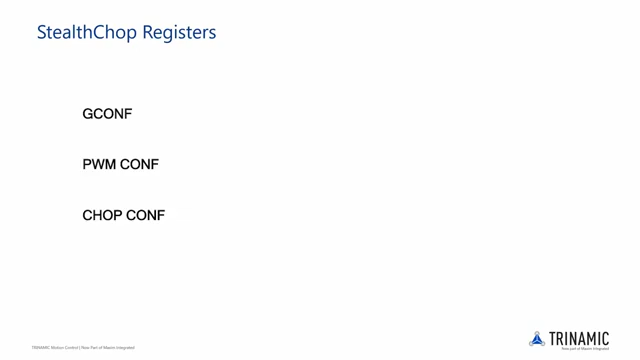 StealthChop Registers
GCONF
PWM CONF
CHOP CONF
TRINAMIC Motion Control | Now Part of Maxim Integrated
TRINAMIC
Now Part of Maxim Integrated